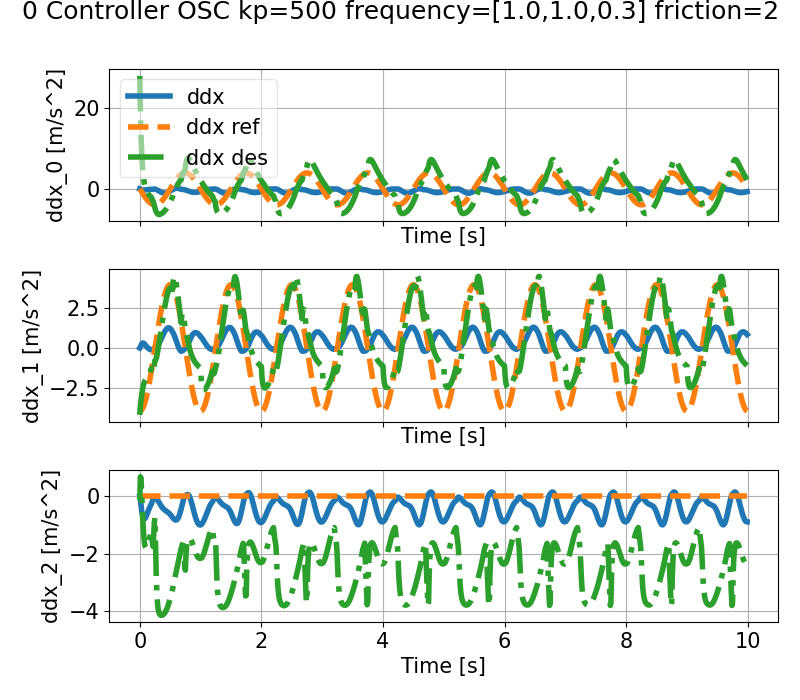 0 Controller OSC kp=500 frequency=[1.0,1.0,0.3] friction=2
ddx_0 [m/s^2]
20
0
ddx
ddx ref
ddx des
Time [s]
ddx_1 [m/s^2]
2.5
0.0
−2.5
Time [s]
ddx_2 [m/s^2]
0
−2
−4
0 2 4 6 8 10
Time [s]